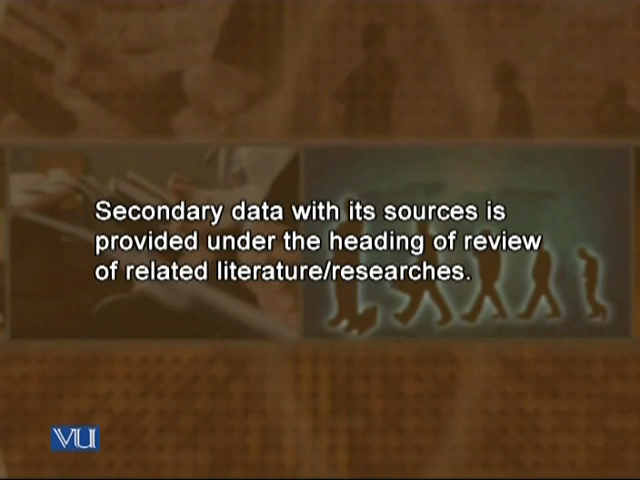 Secondary data with its sources is
provided under the heading of review
of related literature/researches.
VU